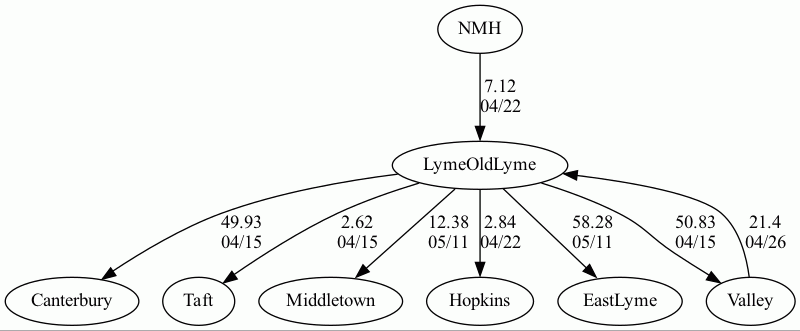 NMH
7.12
04/22
LymeOldLyme
49.93
04/15
2.62
04/15
12.38
05/11
2.84
04/22
58.28
05/11
50.83
04/15
21.4
04/26
Canterbury
Taft
Middletown
Hopkins
EastLyme
Valley